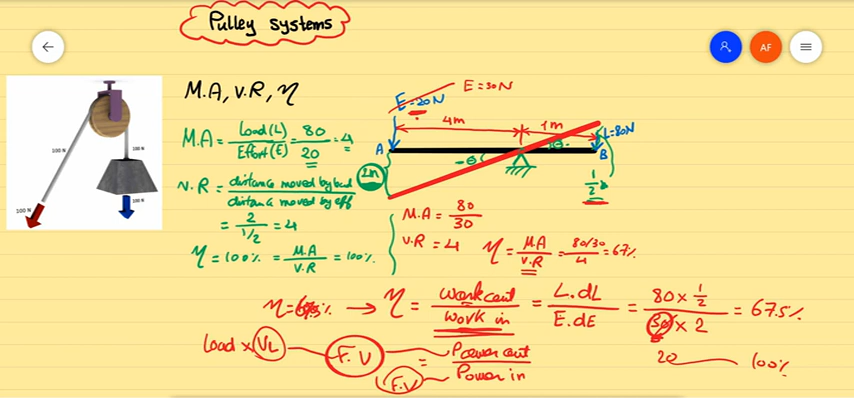 Pulley systems
AF
M.A, V.R, η
E=20N
E=30N
4m
1m
L=80N
A
B
-θ
θ
2m
1/2
100 N
100 N
100 N
100 N
M.A = Load(L)/Effort(E) = 80/20 = 4
V.R = distance moved by load/distance moved by eff
= 2/1/2 = 4
η = 100% = M.A/V.R = 100%
M.A = 80/30
V.R = 4
η = M.A/V.R = 80/30/4 = 67%
η = → η = work out/work in = L.dL/E.dE = 80 × 1/2/30 × 2 = 67.5%
20 100%
Load × VL F.V = Power out/Power in
F.V